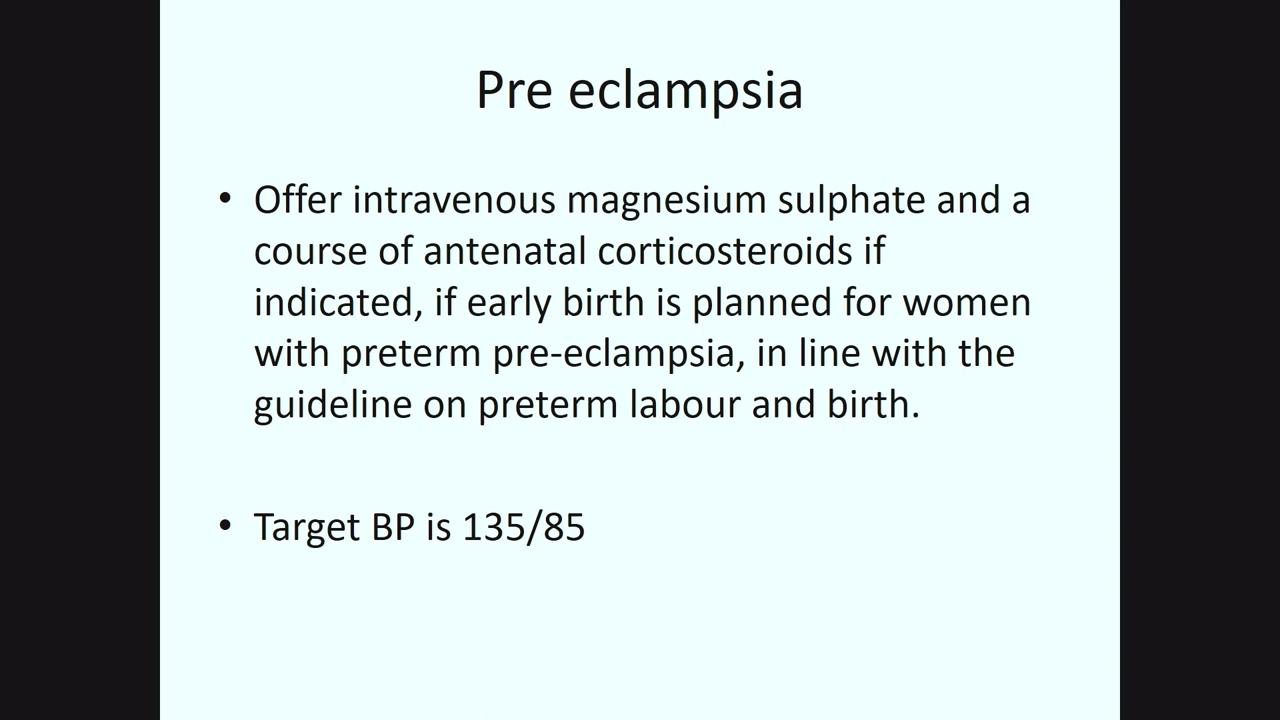 Pre eclampsia
• Offer intravenous magnesium sulphate and a
course of antenatal corticosteroids if
indicated, if early birth is planned for women
with preterm pre-eclampsia, in line with the
guideline on preterm labour and birth.
• Target BP is 135/85